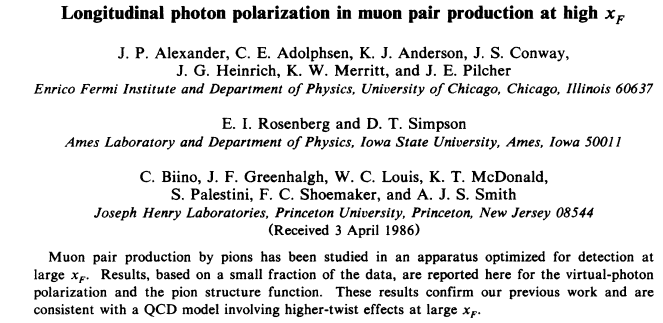 Longitudinal photon polarization in muon pair production at high x_F
J. P. Alexander, C. E. Adolphsen, K. J. Anderson, J. S. Conway,
J. G. Heinrich, K. W. Merritt, and J. E. Pilcher
Enrico Fermi Institute and Department of Physics, University of Chicago, Chicago, Illinois 60637
E. I. Rosenberg and D. T. Simpson
Ames Laboratory and Department of Physics, Iowa State University, Ames, Iowa 50011
C. Biino, J. F. Greenhalgh, W. C. Louis, K. T. McDonald,
S. Palestini, F. C. Shoemaker, and A. J. S. Smith
Joseph Henry Laboratories, Princeton University, Princeton, New Jersey 08544
(Received 3 April 1986)
Muon pair production by pions has been studied in an apparatus optimized for detection at
large x_F. Results, based on a small fraction of the data, are reported here for the virtual-photon
polarization and the pion structure function. These results confirm our previous work and are
consistent with a QCD model involving higher-twist effects at large x_F.